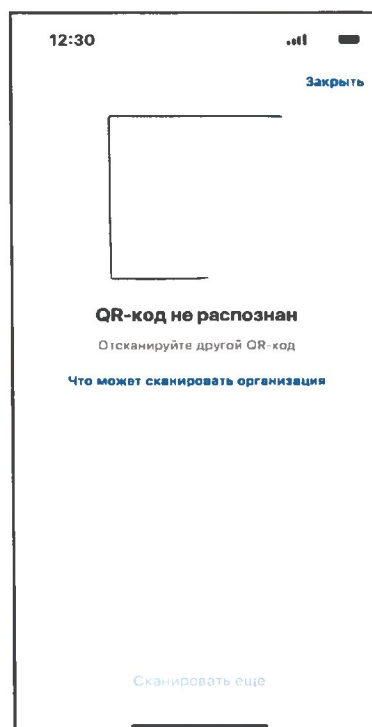 12:30
Закрыть
QR-код не распознан
Отсканируйте другой QR-код
Что может сканировать организация
Сканировать еще